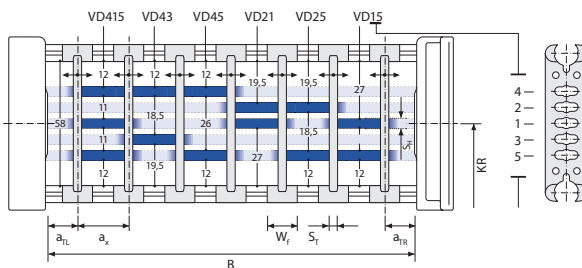 VD415 VD43 VD45 VD21 VD25 VD15
12 12 12 19,5 19,5 27
4
11 2
58 18,5 26 18,5 S_H 1
11 3
12 19,5 12 27 12 12 5
KR
a_TL a_x W_f S_T a_TR
B_i